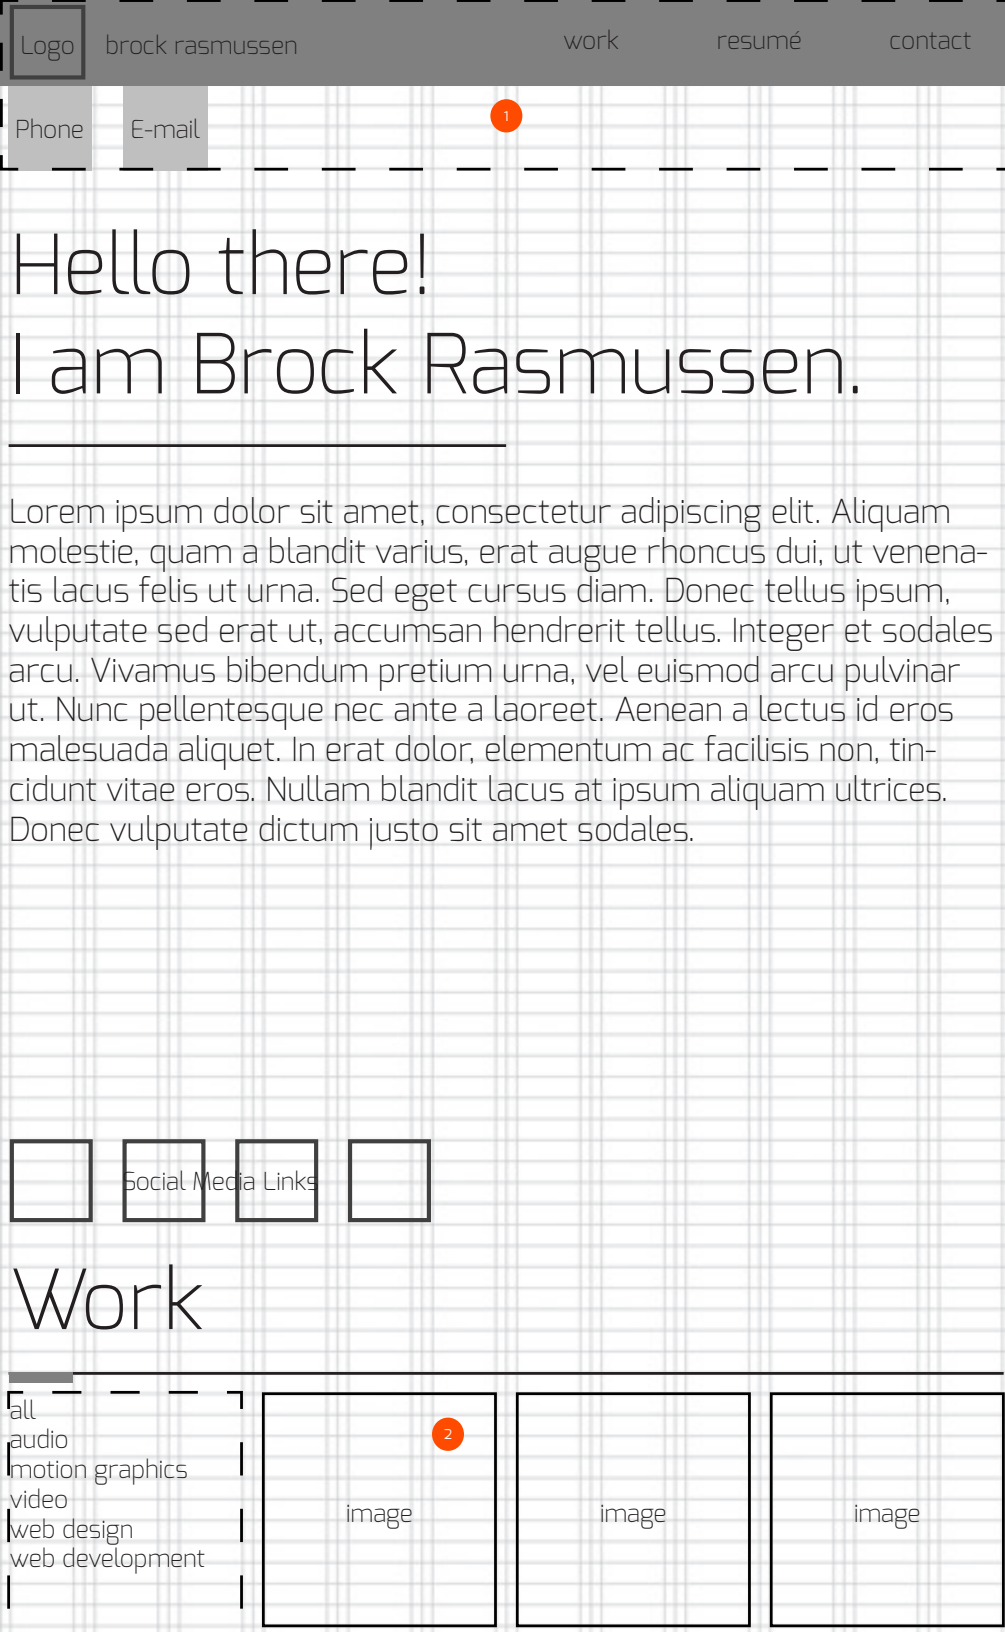 Logo brock rasmussen work resumé contact
Phone E-mail 1
Hello there!
I am Brock Rasmussen.
Lorem ipsum dolor sit amet, consectetur adipiscing elit. Aliquam
molestie, quam a blandit varius, erat augue rhoncus dui, ut venena-
tis lacus felis ut urna. Sed eget cursus diam. Donec tellus ipsum,
vulputate sed erat ut, accumsan hendrerit tellus. Integer et sodales
arcu. Vivamus bibendum pretium urna, vel euismod arcu pulvinar
ut. Nunc pellentesque nec ante a laoreet. Aenean a lectus id eros
malesuada aliquet. In erat dolor, elementum ac facilisis non, tin-
cidunt vitae eros. Nullam blandit lacus at ipsum aliquam ultrices.
Donec vulputate dictum justo sit amet sodales.
Social Media Links
Work
all
audio
motion graphics
video
web design
web development
2
image image image